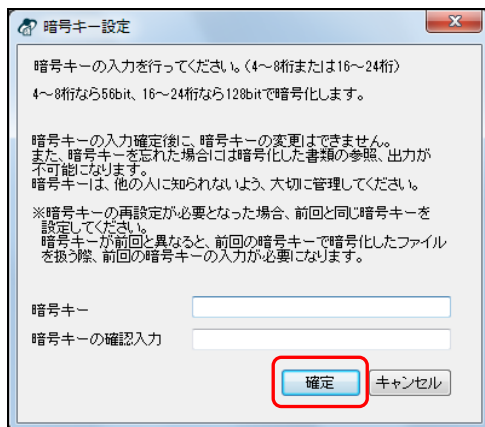 暗号キー設定
暗号キーの入力を行ってください。（4～8桁または16～24桁）
4～8桁なら56bit、16～24桁なら128bitで暗号化します。
暗号キーの入力確定後に、暗号キーの変更はできません。
また、暗号キーを忘れた場合には暗号化した書類の参照、出力が
不可能になります。
暗号キーは、他の人に知られないよう、大切に管理してください。
※暗号キーの再設定が必要となった場合、前回と同じ暗号キーを
設定してください。
暗号キーが前回と異なると、前回の暗号キーで暗号化したファイル
を扱う際、前回の暗号キーの入力が必要になります。
暗号キー
暗号キーの確認入力
確定
キャンセル